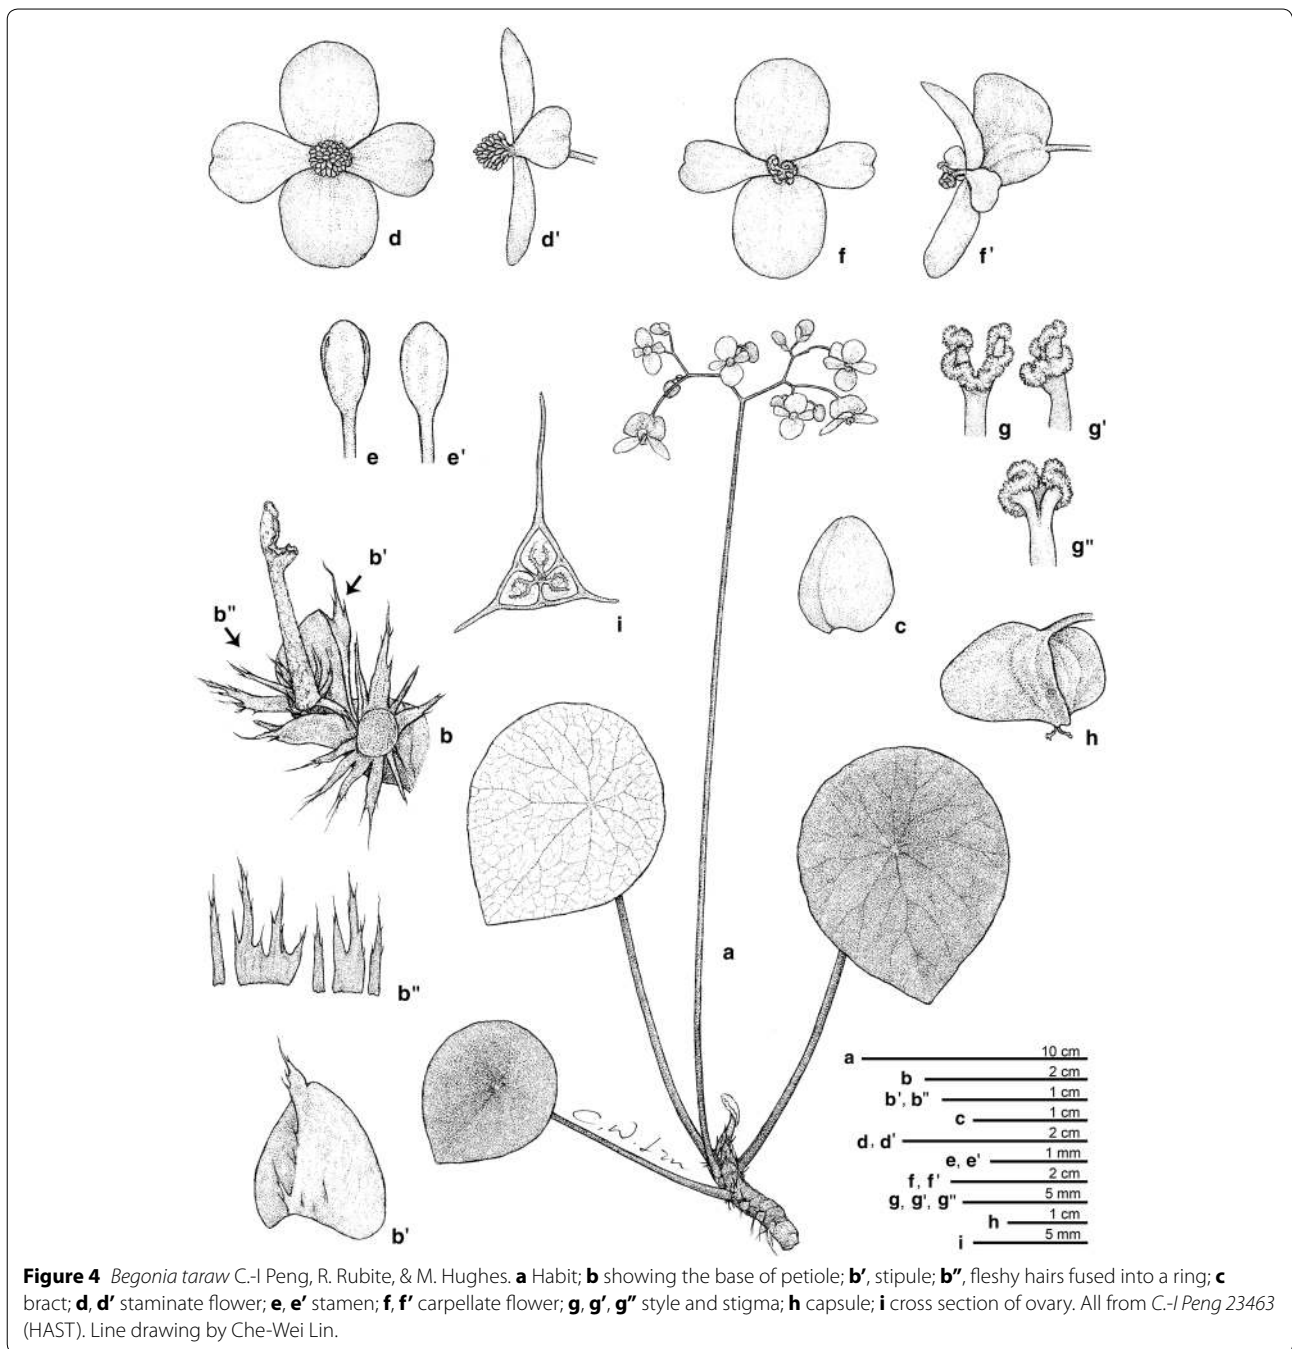 d
d'
f
f'
e
e'
g
g'
g"
b'
b"
i
c
b
h
a
b"
b'
C.W. Lin
a 10 cm
b 2 cm
b', b" 1 cm
c 1 cm
d, d' 2 cm
e, e' 1 mm
f, f' 2 cm
g, g', g" 5 mm
h 1 cm
i 5 mm
Figure 4 Begonia taraw C.-I Peng, R. Rubite, & M. Hughes. a Habit; b showing the base of petiole; b′, stipule; b″, fleshy hairs fused into a ring; c
bract; d, d′ staminate flower; e, e′ stamen; f, f′ carpellate flower; g, g′, g″ style and stigma; h capsule; i cross section of ovary. All from C.-I Peng 23463
(HAST). Line drawing by Che-Wei Lin.